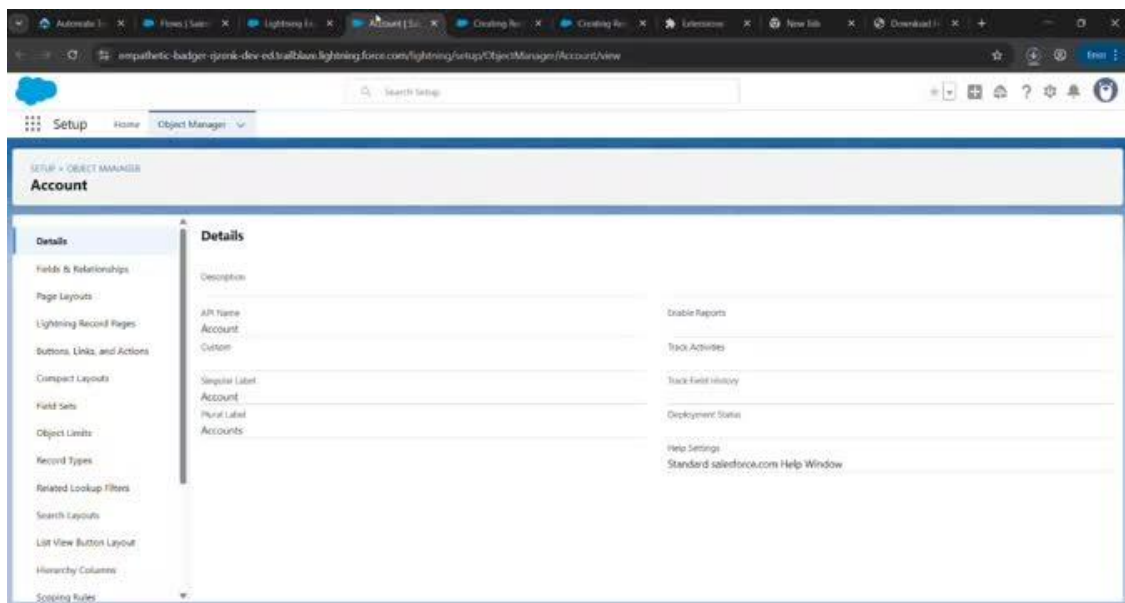 Automate
Flows | Sales
Lightning Ex
Account | Sa
Creating Re
Creating Re
Extensions
New Tab
Download
empathetic-badger-
-dev-ed.trailblaze.lightning.force.com/lightning/setup/ObjectManager/Account/view
Error
Search Setup
Setup
Home
Object Manager
SETUP > OBJECT MANAGER
Account
Details
Fields & Relationships
Page Layouts
Lightning Record Pages
Buttons, Links, and Actions
Compact Layouts
Field Sets
Object Limits
Record Types
Related Lookup Filters
Search Layouts
List View Button Layout
Hierarchy Columns
Scoping Rules
Details
Description
API Name
Account
Custom
Singular Label
Account
Plural Label
Accounts
Enable Reports
Track Activities
Track Field History
Deployment Status
Help Settings
Standard salesforce.com Help Window